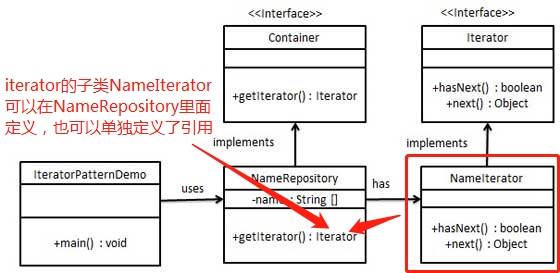 <<Interface>>
Container
+getIterator() : Iterator
<<Interface>>
Iterator
+hasNext() : boolean
+next() : Object
iterator的子类NameIterator
可以在NameRepository里面
定义，也可以单独定义了引用
implements
implements
IteratorPatternDemo
+main() : void
uses
NameRepository
-name : String []
+getIterator() : Iterator
has
NameIterator
+hasNext() : boolean
+next() : Object